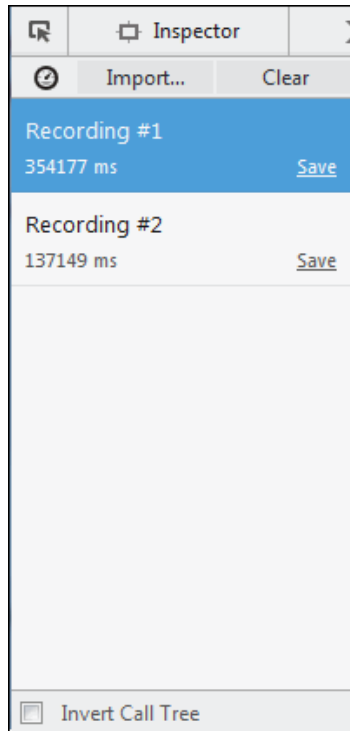 Inspector
Import... Clear
Recording #1
354177 ms Save
Recording #2
137149 ms Save
Invert Call Tree